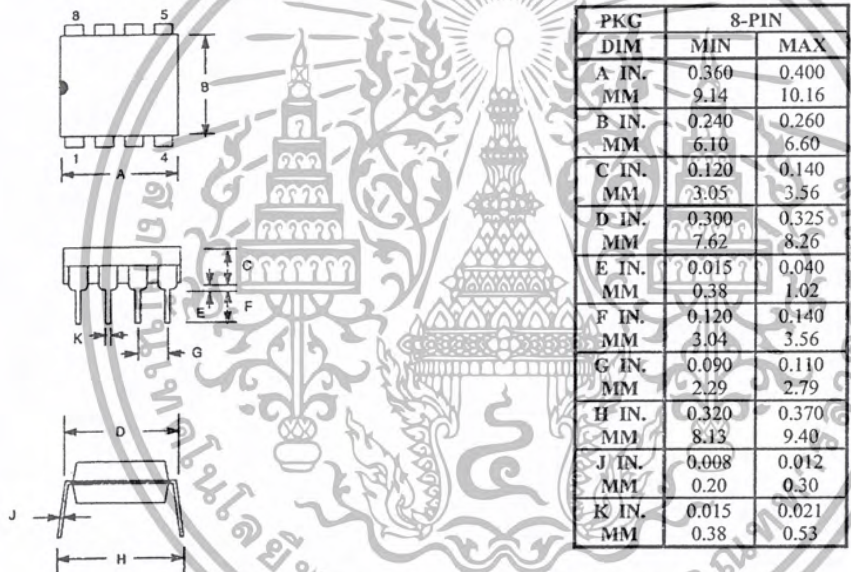 8 5
B
1 4
A
C
E F
K G
D
J
H
PKG 8-PIN
DIM MIN MAX
A IN. 0.360 0.400
MM 9.14 10.16
B IN. 0.240 0.260
MM 6.10 6.60
C IN. 0.120 0.140
MM 3.05 3.56
D IN. 0.300 0.325
MM 7.62 8.26
E IN. 0.015 0.040
MM 0.38 1.02
F IN. 0.120 0.140
MM 3.04 3.56
G IN. 0.090 0.110
MM 2.29 2.79
H IN. 0.320 0.370
MM 8.13 9.40
J IN. 0.008 0.012
MM 0.20 0.30
K IN. 0.015 0.021
MM 0.38 0.53